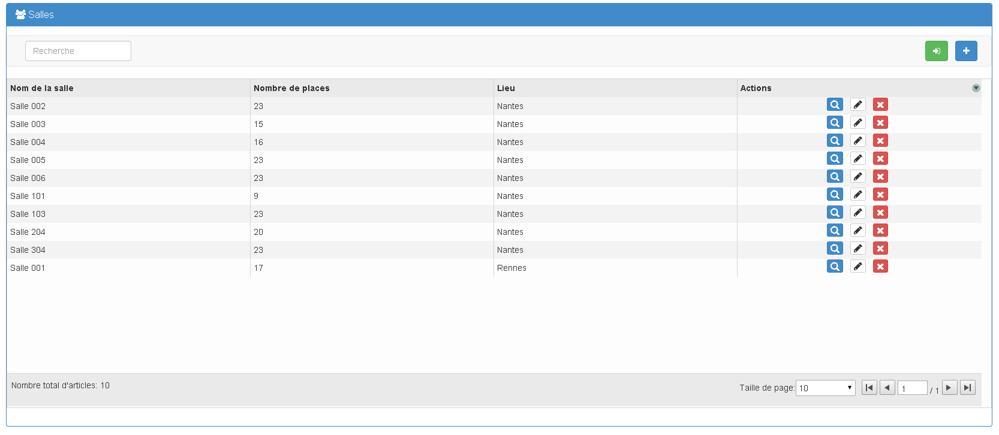 Salles
Recherche
Nom de la salle Nombre de places Lieu Actions
Salle 002 23 Nantes
Salle 003 15 Nantes
Salle 004 16 Nantes
Salle 005 23 Nantes
Salle 006 23 Nantes
Salle 101 9 Nantes
Salle 103 23 Nantes
Salle 204 20 Nantes
Salle 304 23 Nantes
Salle 001 17 Rennes
Nombre total d'articles: 10 Taille de page: 10 1 / 1